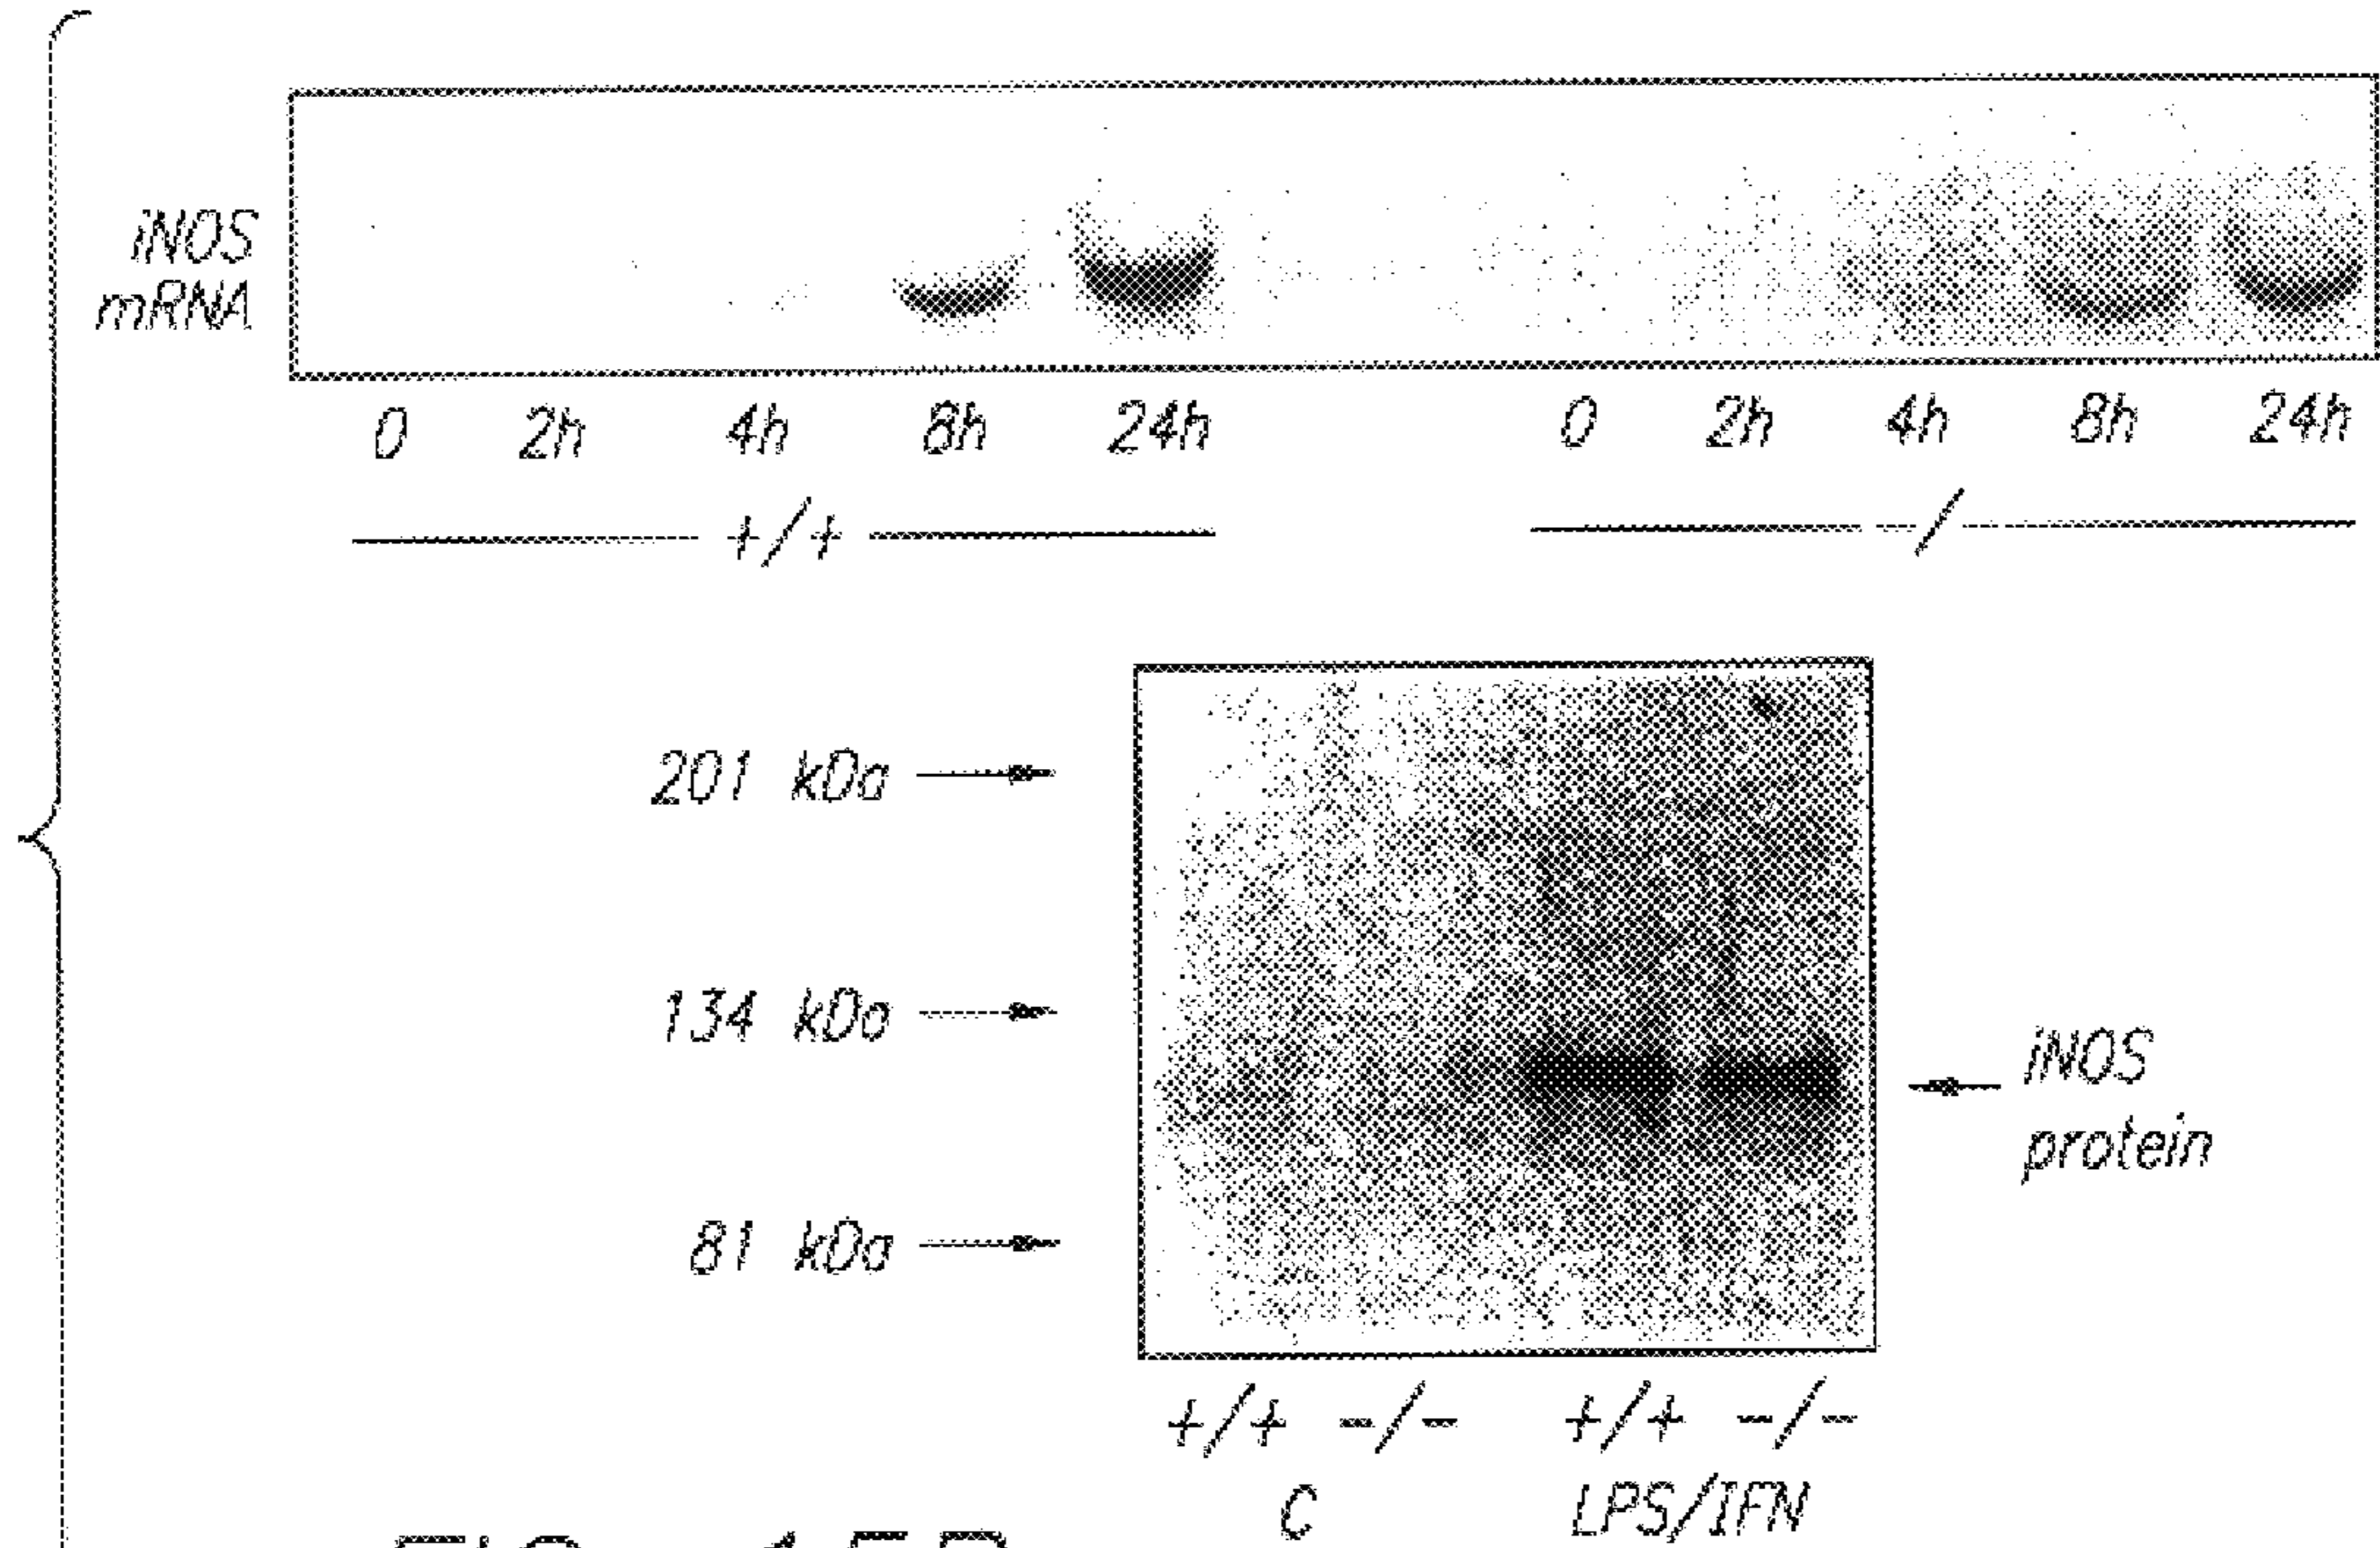 iNOS
mRNA
0 2h 4h 8h 24h 0 2h 4h 8h 24h
+/+ -/-
201 kDa
134 kDa
iNOS
protein
81 kDa
+/+ -/- +/+ -/-
C LPS/IFN